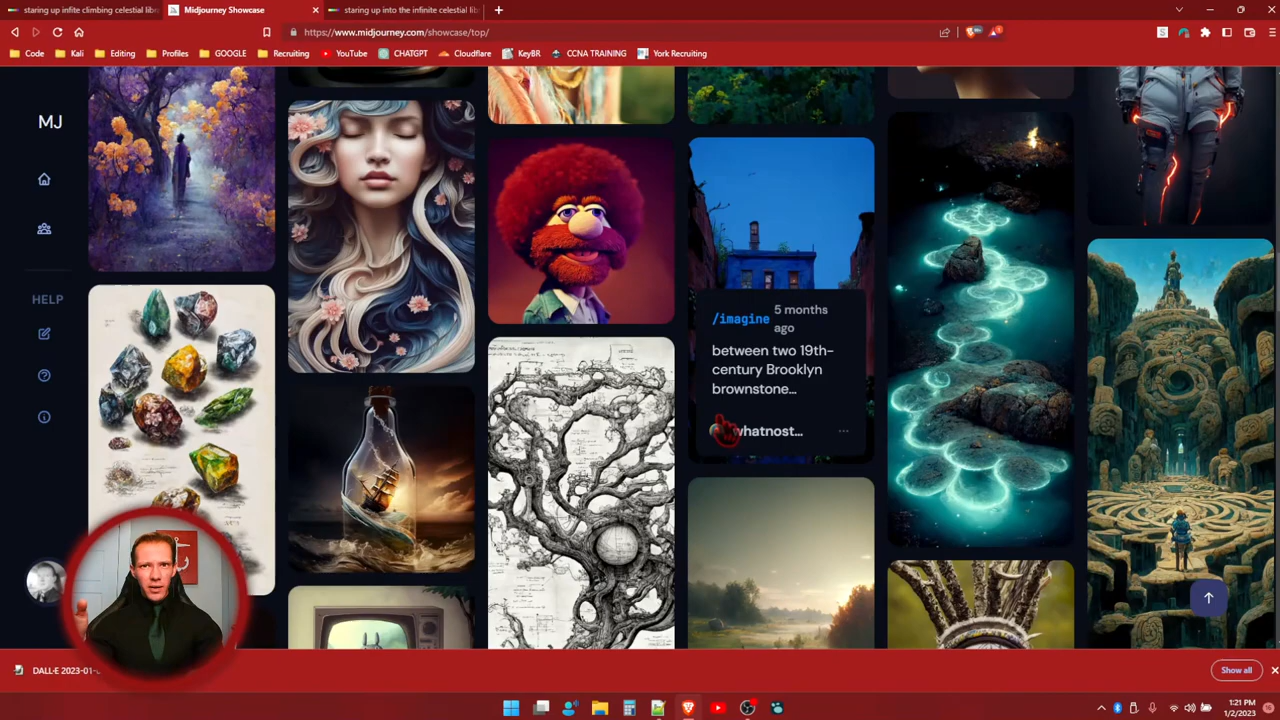 staring up infite climbing celestial libr
Midjourney Showcase
staring up into the infinite celestial lib
https://www.midjourney.com/showcase/top/
Code
Kali
Editing
Profiles
GOOGLE
Recruiting
YouTube
CHATGPT
Cloudflare
KeyBR
CCNA TRAINING
York Recruiting
MJ
HELP
/imagine
5 months
ago
between two 19th-
century Brooklyn
brownstone...
whatnost...
DALL·E 2023-01-
Show all
1:21 PM
1/2/2023